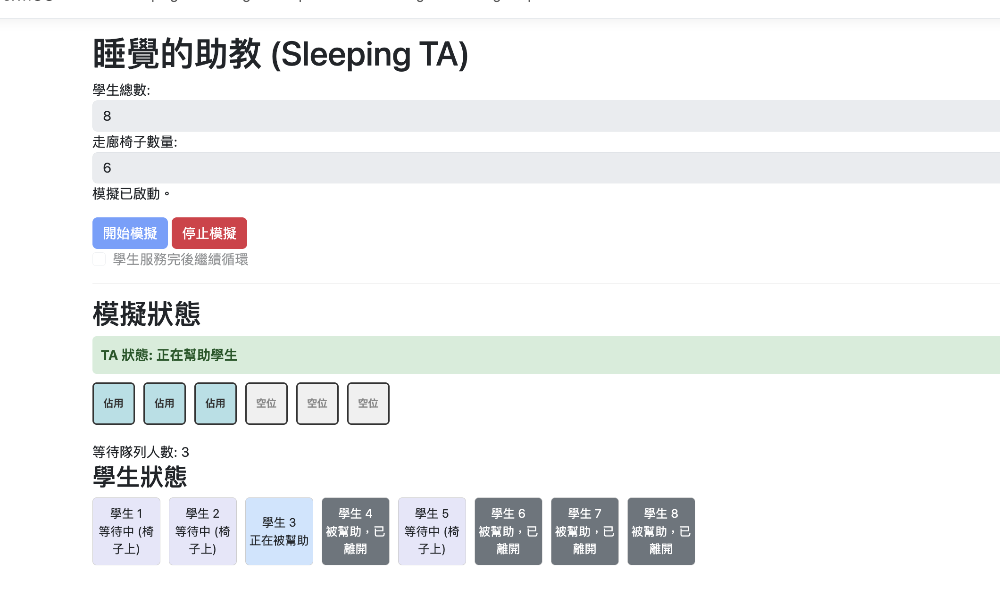 睡覺的助教 (Sleeping TA)
學生總數:
8
走廊椅子數量:
6
模擬已啟動。
開始模擬 停止模擬
學生服務完後繼續循環
模擬狀態
TA 狀態: 正在幫助學生
佔用 佔用 佔用 空位 空位 空位
等待隊列人數: 3
學生狀態
學生 1
等待中 (椅
子上)
學生 2
等待中 (椅
子上)
學生 3
正在被幫助
學生 4
被幫助，已
離開
學生 5
等待中 (椅
子上)
學生 6
被幫助，已
離開
學生 7
被幫助，已
離開
學生 8
被幫助，已
離開